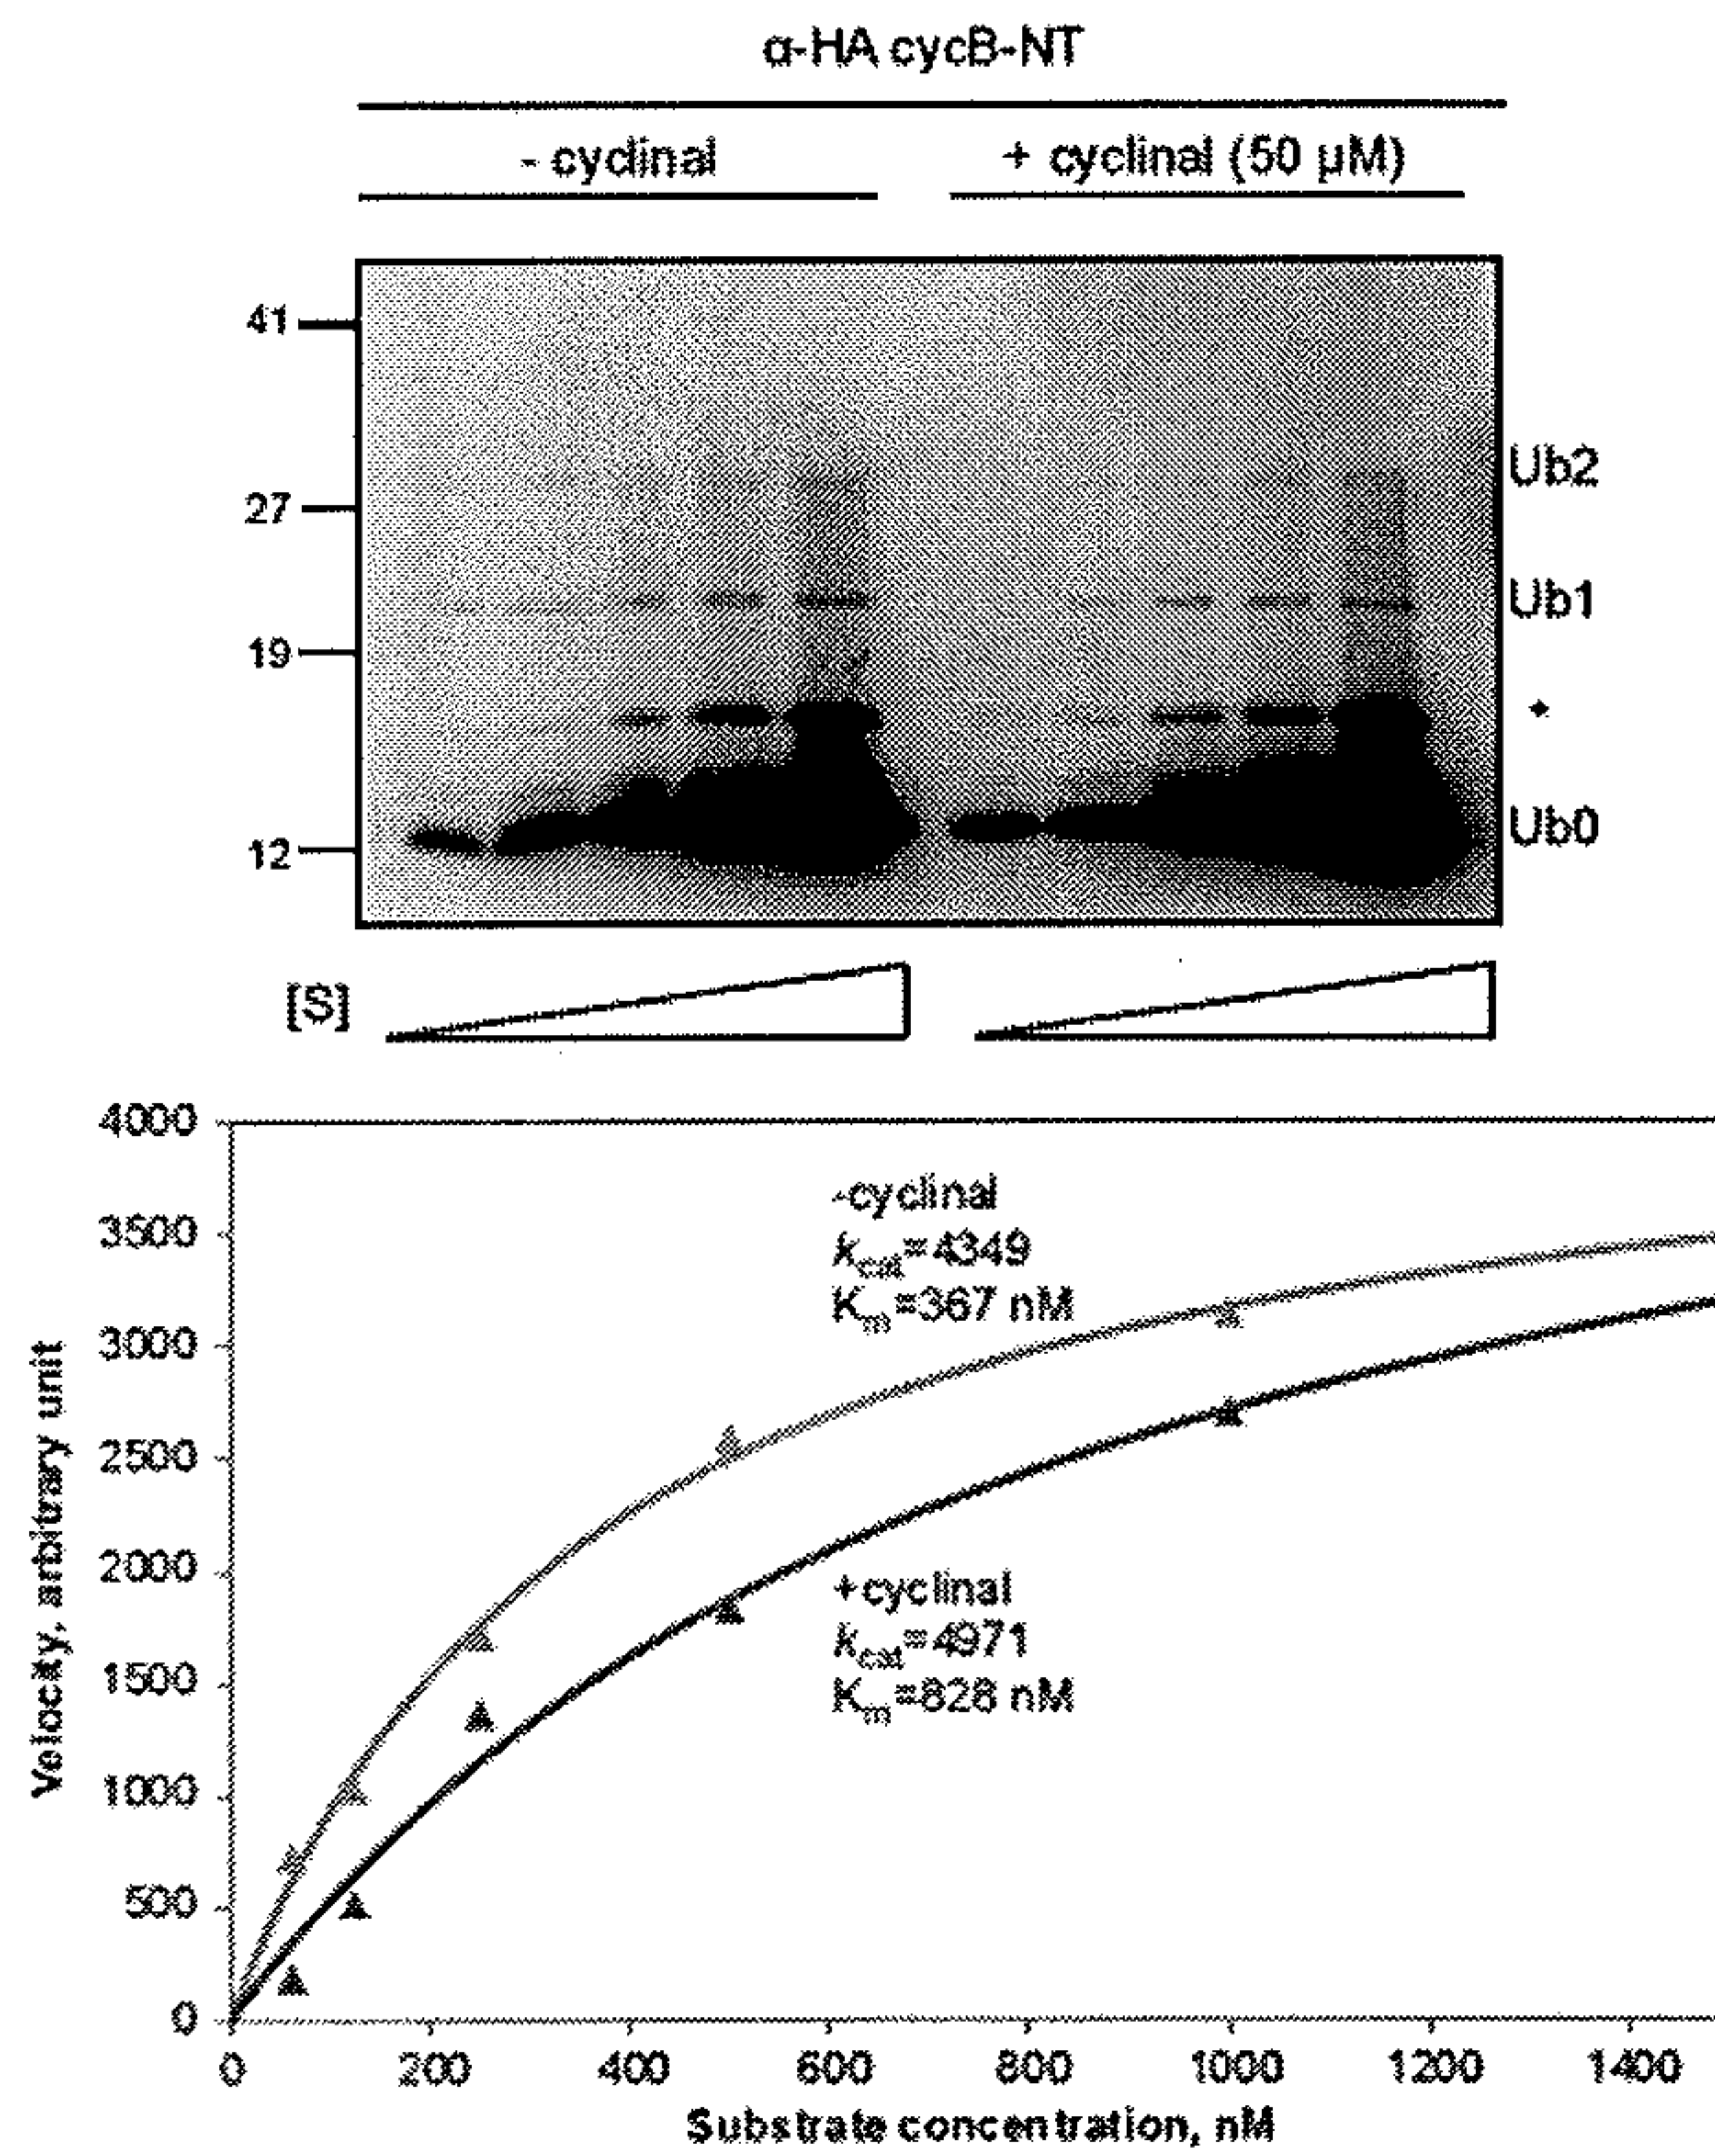 α-HA cycB-NT
- cyclinal
+ cyclinal (50 μM)
41
27
19
12
Ub2
Ub1
Ub0
[S]
4000
3500
3000
2500
2000
1500
1000
500
0
Velocity, arbitrary unit
-cyclinal
kcat=4349
Km=367 nM
+cyclinal
kcat=4971
Km=828 nM
0 200 400 600 800 1000 1200 1400
Substrate concentration, nM